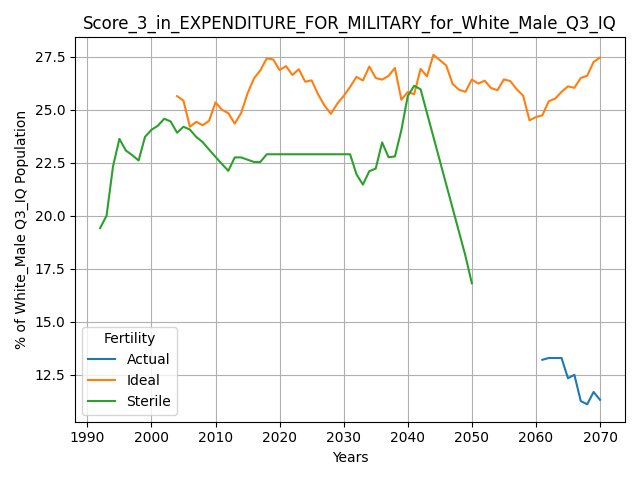 Score_3_in_EXPENDITURE_FOR_MILITARY_for_White_Male_Q3_IQ
% of White_Male Q3_IQ Population
27.5
25.0
22.5
20.0
17.5
15.0
12.5
Fertility
Actual
Ideal
Sterile
1990 2000 2010 2020 2030 2040 2050 2060 2070
Years